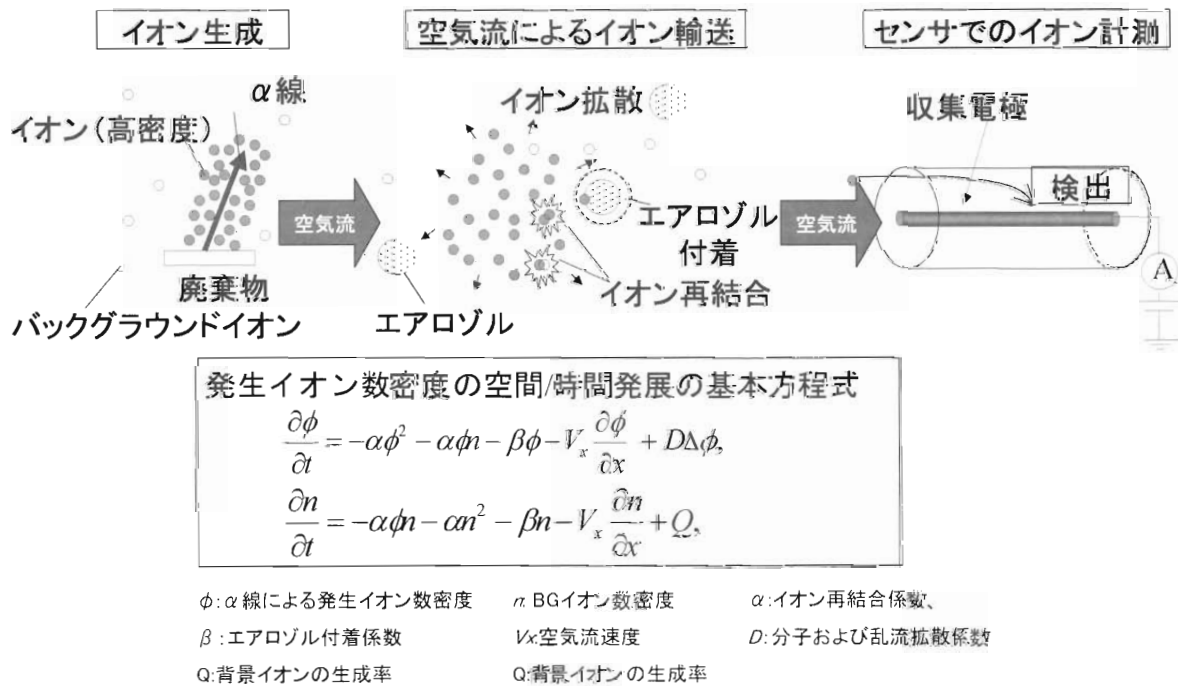 イオン生成
空気流によるイオン輸送
センサでのイオン計測
α線
イオン(高密度)
空気流
廃棄物
バックグラウンドイオン
イオン拡散
エアロゾル
付着
イオン再結合
エアロゾル
空気流
収集電極
検出
A
発生イオン数密度の空間/時間発展の基本方程式
∂φ/∂t = −αφ² − αφn − βφ − Vₓ ∂φ/∂x + DΔφ,
∂n/∂t = −αφn − αn² − βn − Vₓ ∂n/∂x + Q,
φ:α線による発生イオン数密度 n:BGイオン数密度 α:イオン再結合係数、
β:エアロゾル付着係数 Vx:空気流速度 D:分子および乱流拡散係数
Q:背景イオンの生成率 Q:背景イオンの生成率